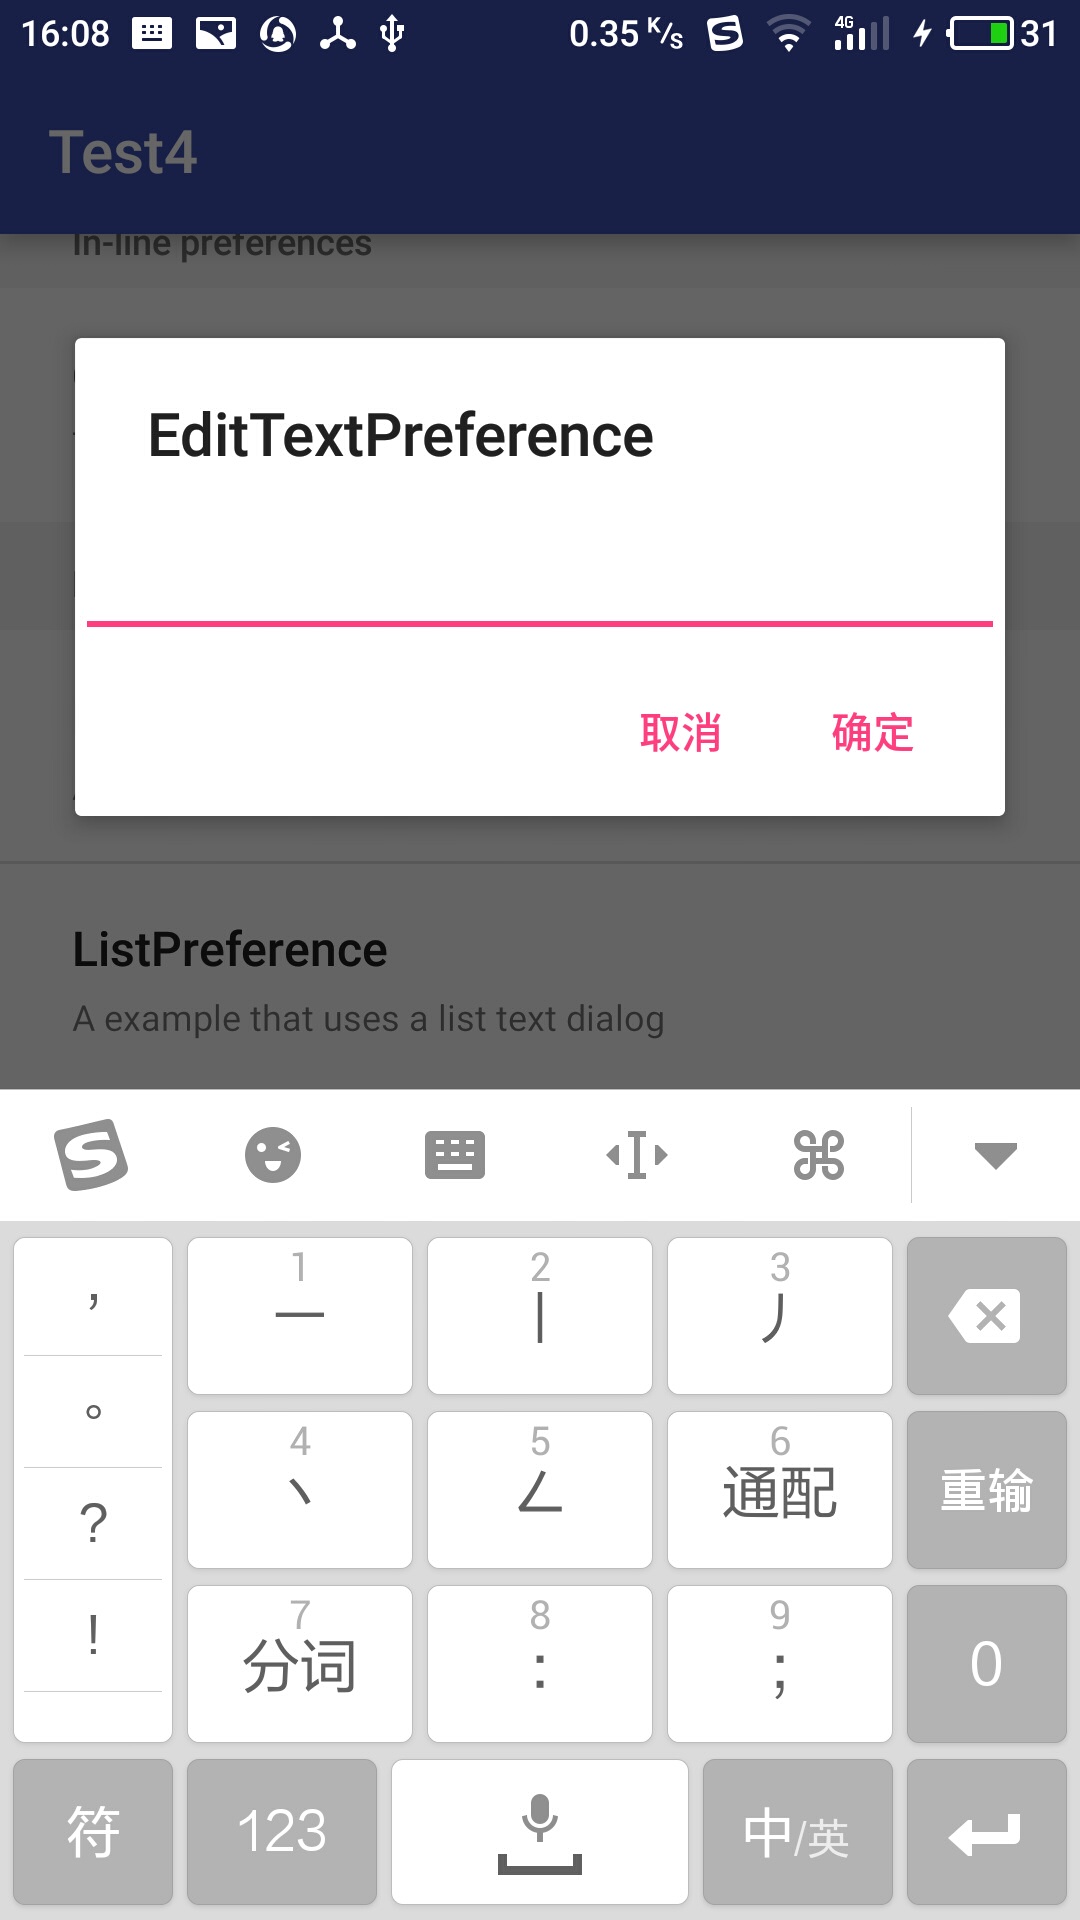 16:08 0.35 K/s 4G 31
Test4
In-line preferences
EditTextPreference
取消 确定
ListPreference
A example that uses a list text dialog
，
。
?
!
1 2 3
一 丨 丿
4 5 6
丶 ㄥ 通配 重输
7 8 9
分词 : ; 0
符 123 中/英